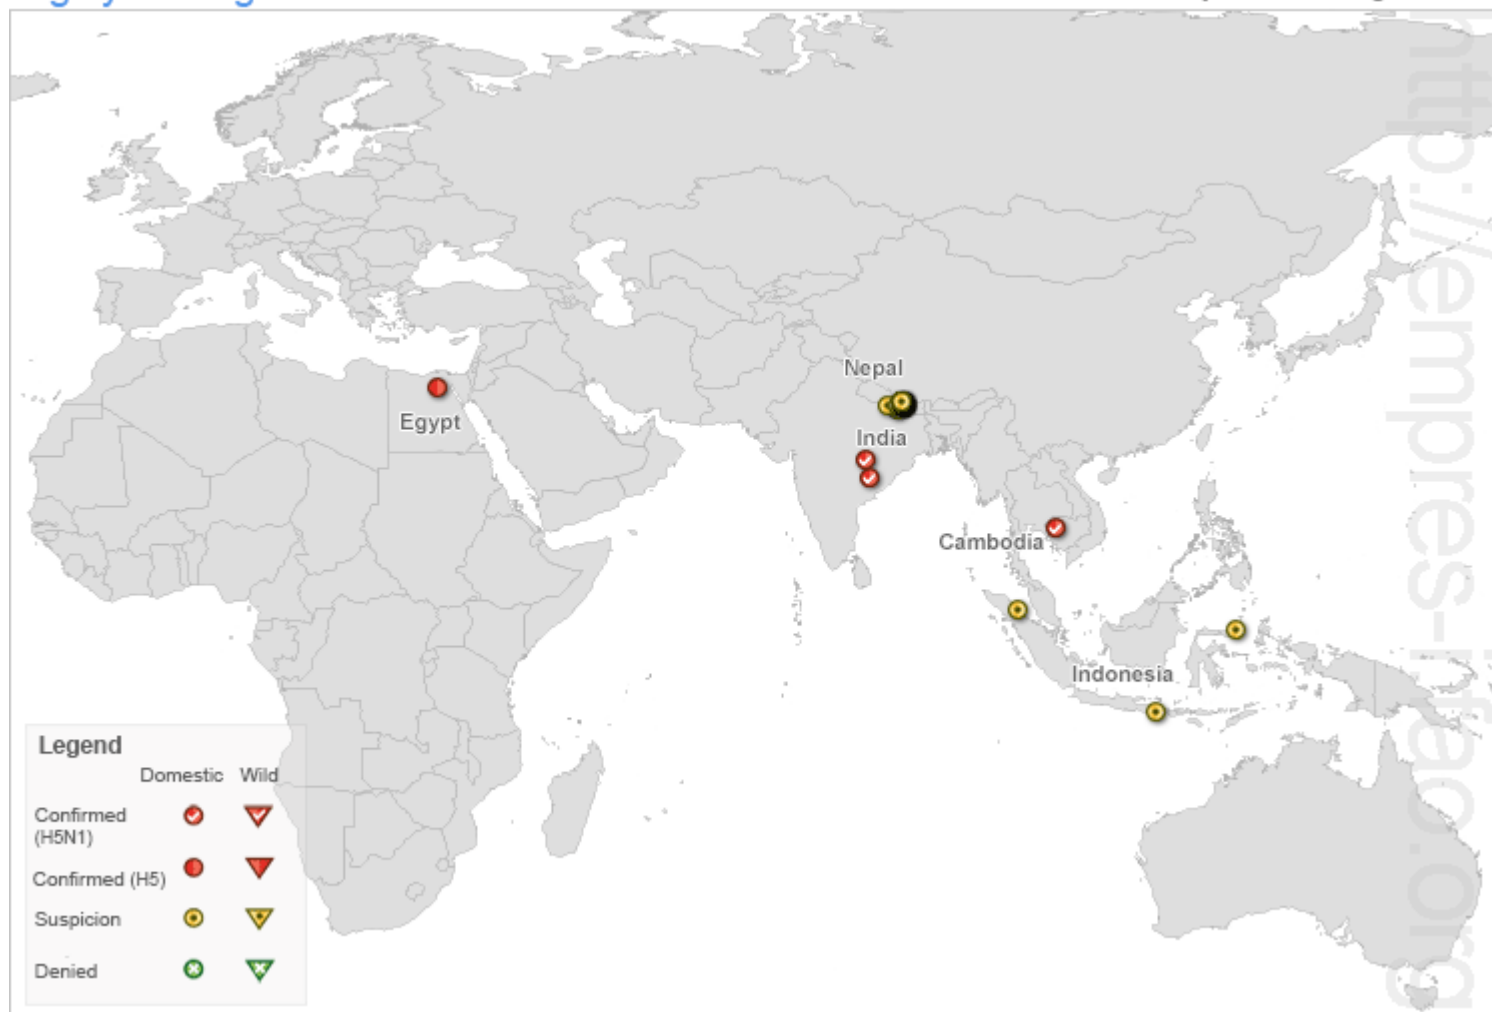 Nepal
India
Egypt
Cambodia
Indonesia
Legend
Domestic Wild
Confirmed
(H5N1)
Confirmed (H5)
Suspicion
Denied
http://empres-i.fao.org